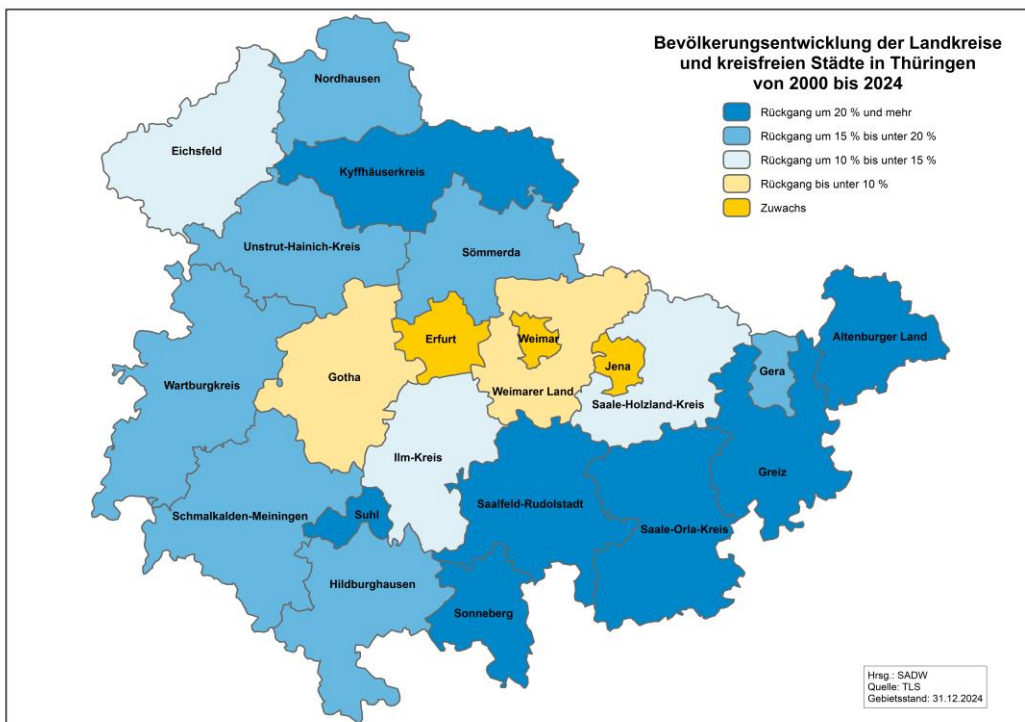 Bevölkerungsentwicklung der Landkreise
und kreisfreien Städte in Thüringen
von 2000 bis 2024
Rückgang um 20 % und mehr
Rückgang um 15 % bis unter 20 %
Rückgang um 10 % bis unter 15 %
Rückgang bis unter 10 %
Zuwachs
Nordhausen
Eichsfeld
Kyffhäuserkreis
Unstrut-Hainich-Kreis
Sömmerda
Erfurt
Weimar
Altenburger Land
Jena
Gera
Gotha
Wartburgkreis
Weimarer Land
Saale-Holzland-Kreis
Ilm-Kreis
Greiz
Saalfeld-Rudolstadt
Schmalkalden-Meiningen
Suhl
Saale-Orla-Kreis
Hildburghausen
Sonneberg
Hrsg.: SADW
Quelle: TLS
Gebietsstand: 31.12.2024